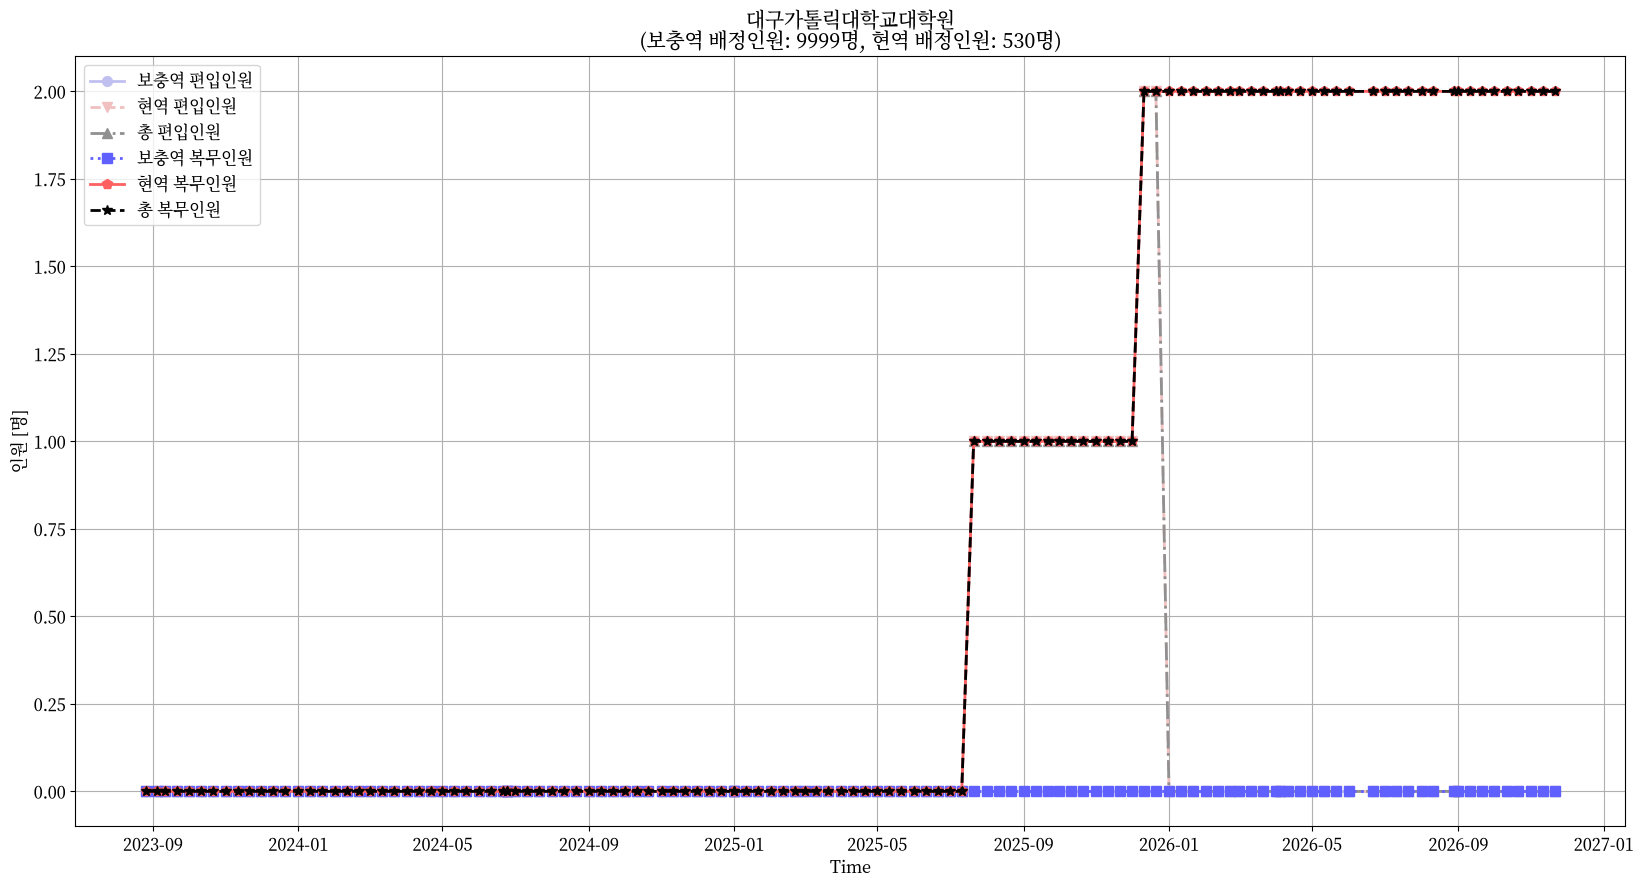 대구가톨릭대학교대학원
(보충역 배정인원: 9999명, 현역 배정인원: 530명)
보충역 편입인원
현역 편입인원
총 편입인원
보충역 복무인원
현역 복무인원
총 복무인원
인원 [명]
2.00
1.75
1.50
1.25
1.00
0.75
0.50
0.25
0.00
2023-09
2024-01
2024-05
2024-09
2025-01
2025-05
2025-09
2026-01
2026-05
2026-09
2027-01
Time